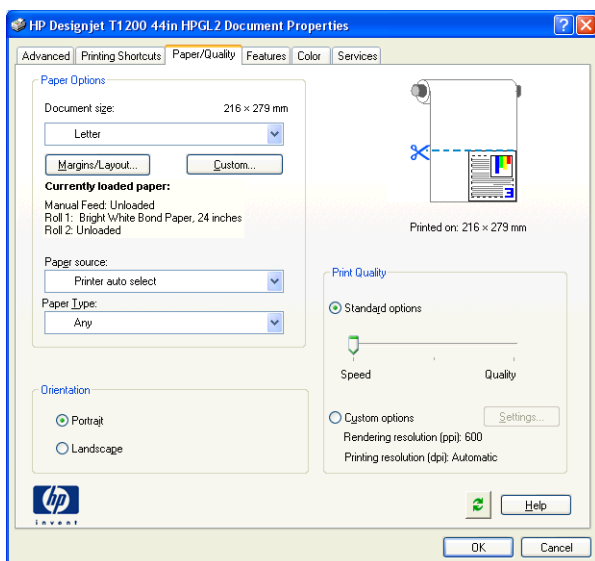 HP Designjet T1200 44in HPGL2 Document Properties
Advanced Printing Shortcuts Paper/Quality Features Color Services
Paper Options
Document size: 216 × 279 mm
Letter
Margins/Layout... Custom...
Currently loaded paper:
Manual Feed: Unloaded
Roll 1: Bright White Bond Paper, 24 inches
Roll 2: Unloaded
Paper source:
Printer auto select
Paper Type:
Any
Orientation
Portrait
Landscape
3
Printed on: 216 × 279 mm
Print Quality
Standard options
Speed Quality
Custom options Settings...
Rendering resolution (ppi): 600
Printing resolution (dpi): Automatic
hp
invent
Help
OK Cancel